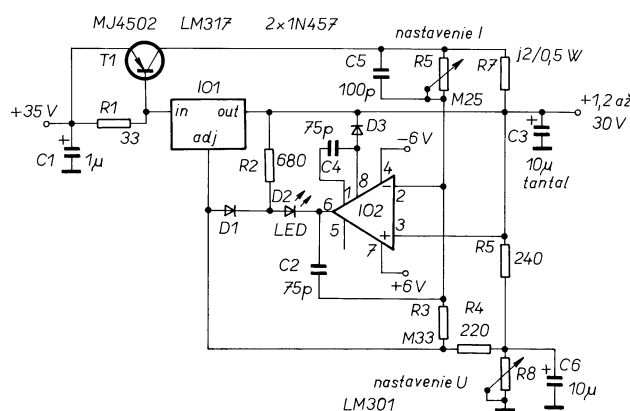 MJ4502 LM317 2x1N457
nastavenie I
T1
C5
R5
R7
j2/0,5 W
100p
M25
+35 V
R1
33
IO1
in out
adj
+1,2 až
30 V
C1
+
1µ
R2
680
75p
C4
D3
-6 V
C3
+
10µ
tantal
D2
LED
D1
1
8
4
6
5
7
IO2
-
2
+
3
+6 V
R5
240
C2
75p
R3
M33
R4
220
nastavenie U
R8
C6
+
10µ
LM301